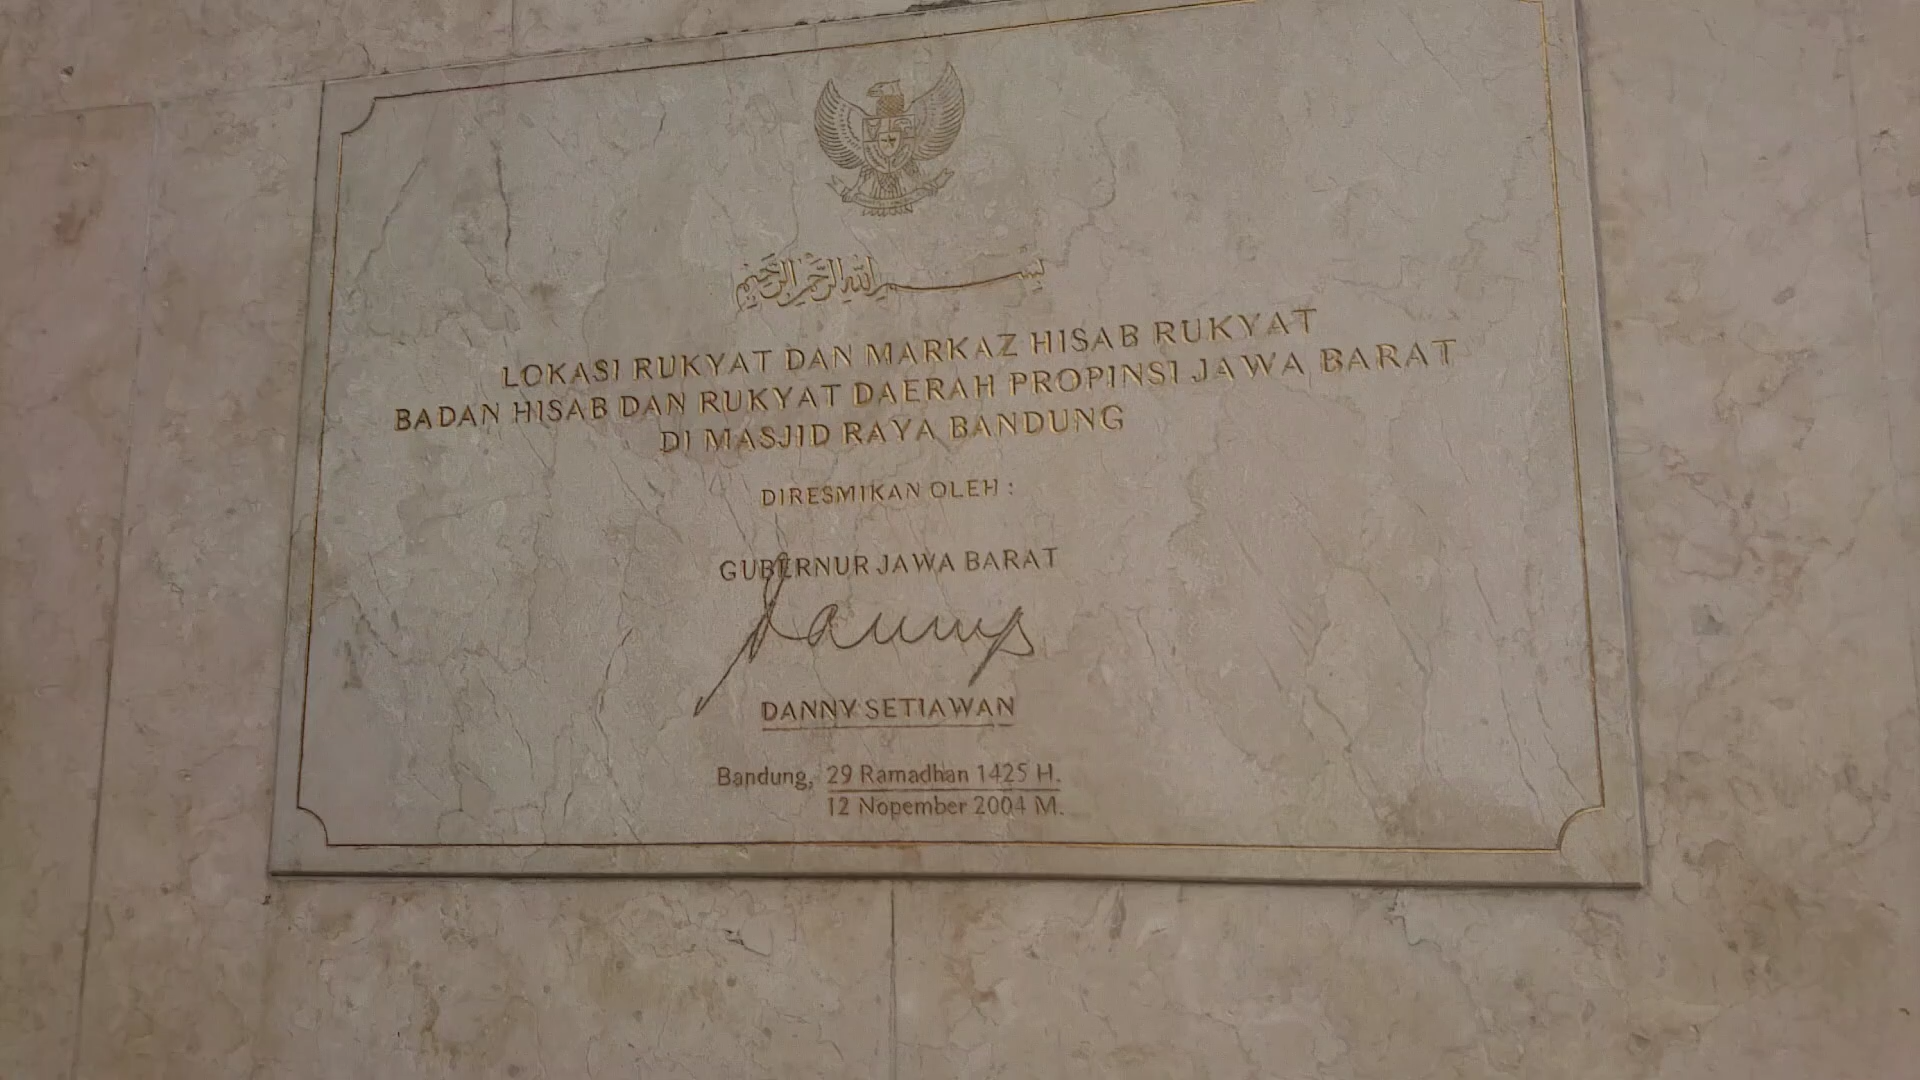 بسم الله الرحمن الرحيم
LOKASI RUKYAT DAN MARKAZ HISAB RUKYAT
BADAN HISAB DAN RUKYAT DAERAH PROPINSI JAWA BARAT
DI MASJID RAYA BANDUNG
DIRESMIKAN OLEH :
GUBERNUR JAWA BARAT
Danny
DANNY SETIAWAN
Bandung, 29 Ramadhan 1425 H.
12 Nopember 2004 M.